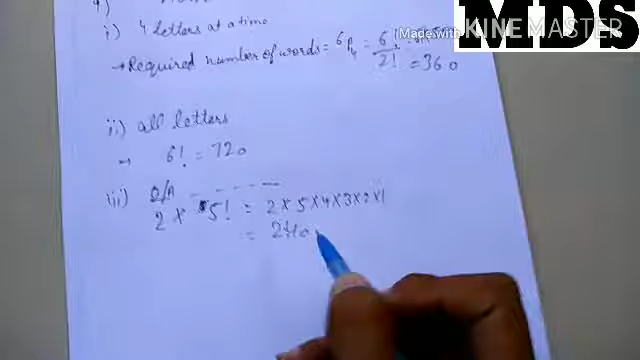 MDS
Made with KINEMASTER
i) 4 letters at a time
→ Required number of words = ⁶P₄ = 6! / 2! = 360
ii) all letters
→ 6! = 720
iii) O/A _ _ _ _ _
2 × 5! = 2 × 5 × 4 × 3 × 2 × 1
= 240